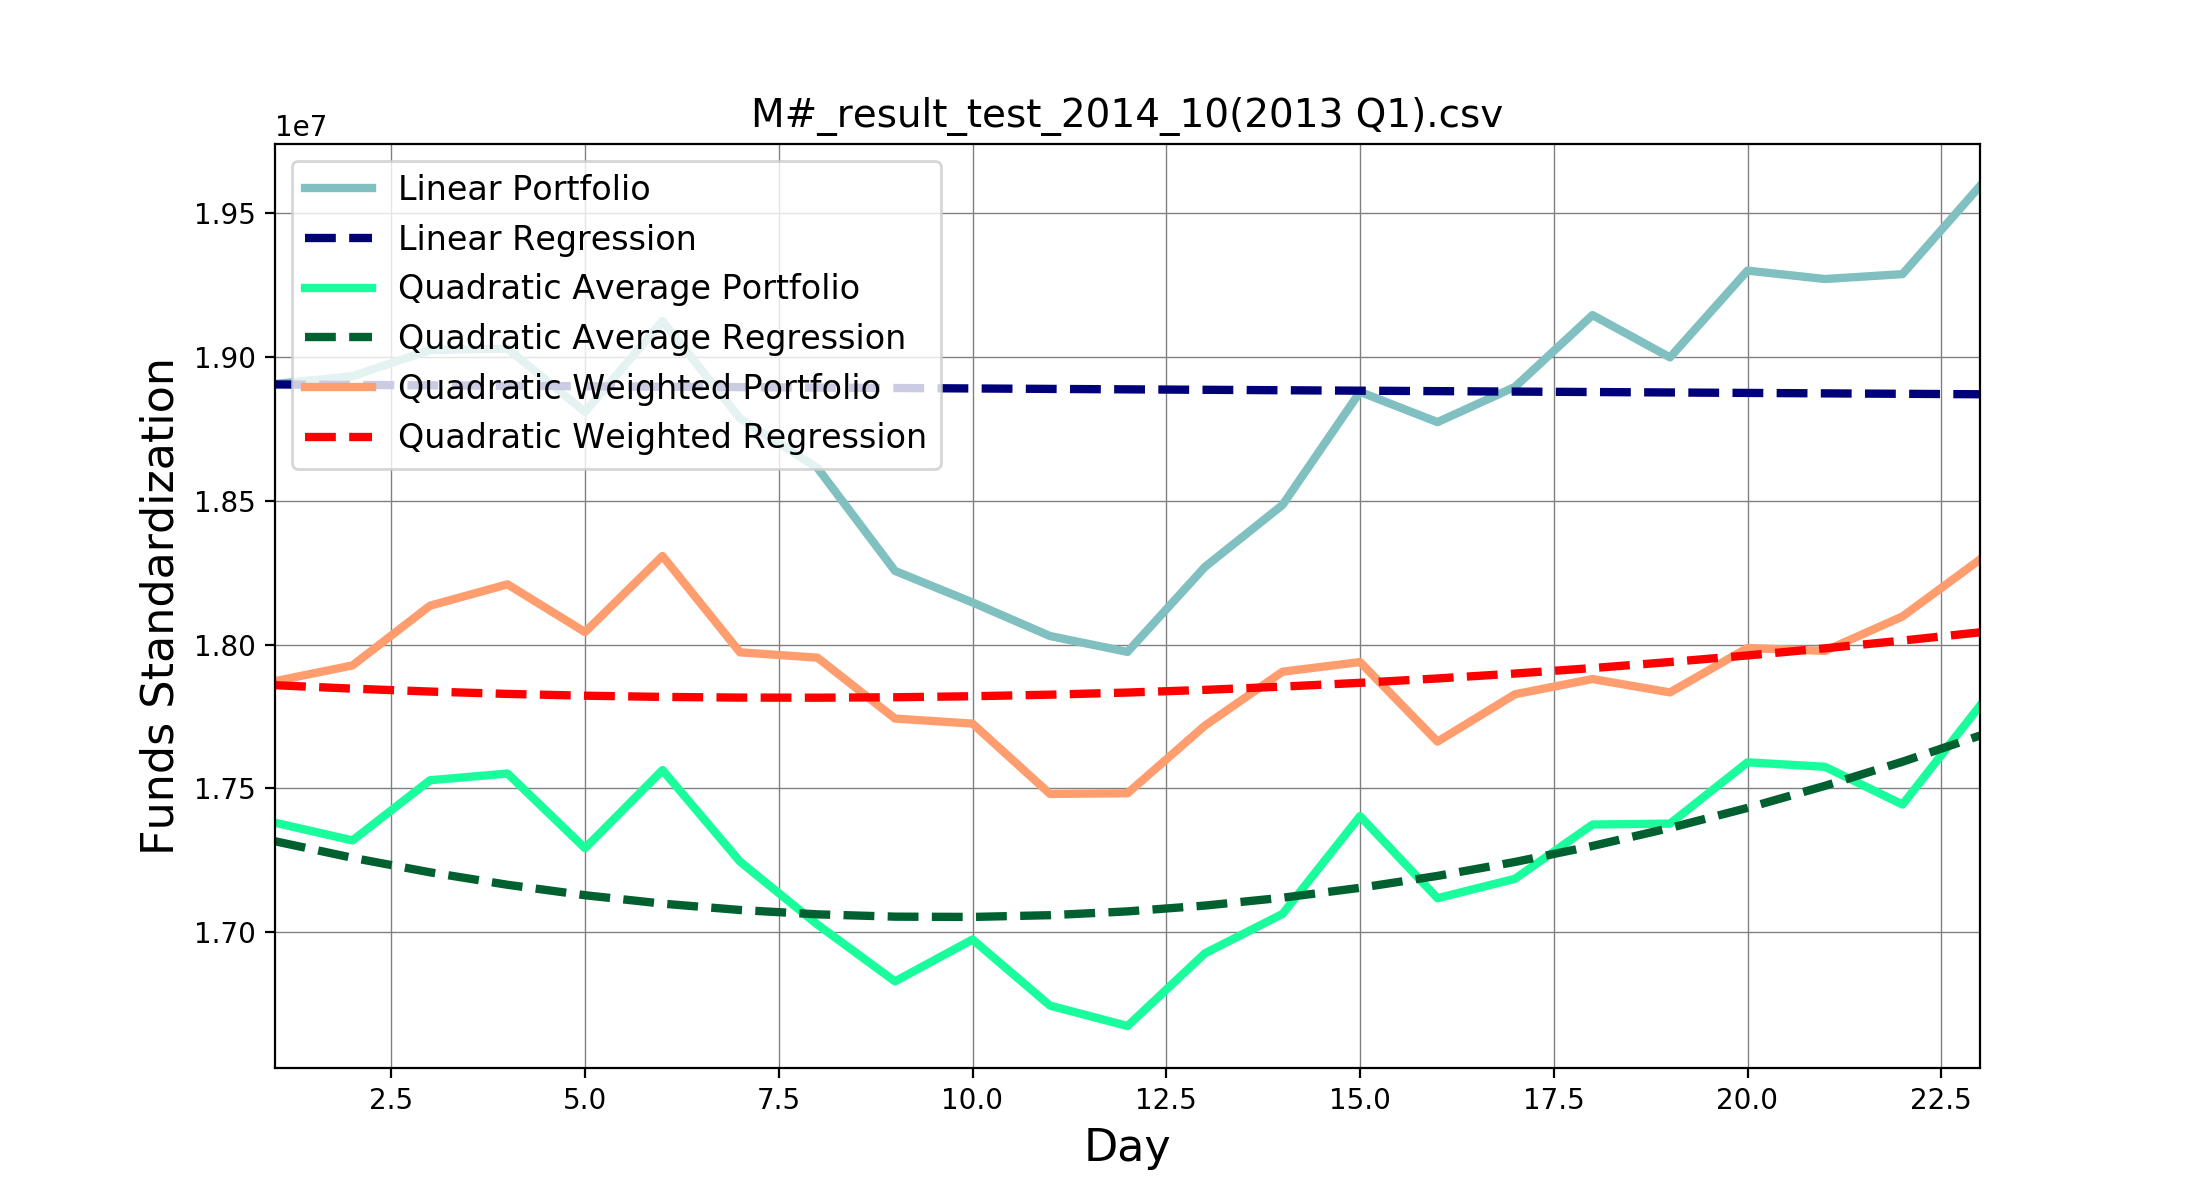 M#_result_test_2014_10(2013 Q1).csv
1e7
Linear Portfolio
Linear Regression
Quadratic Average Portfolio
Quadratic Average Regression
Quadratic Weighted Portfolio
Quadratic Weighted Regression
1.95
1.90
1.85
1.80
1.75
1.70
Funds Standardization
2.5 5.0 7.5 10.0 12.5 15.0 17.5 20.0 22.5
Day